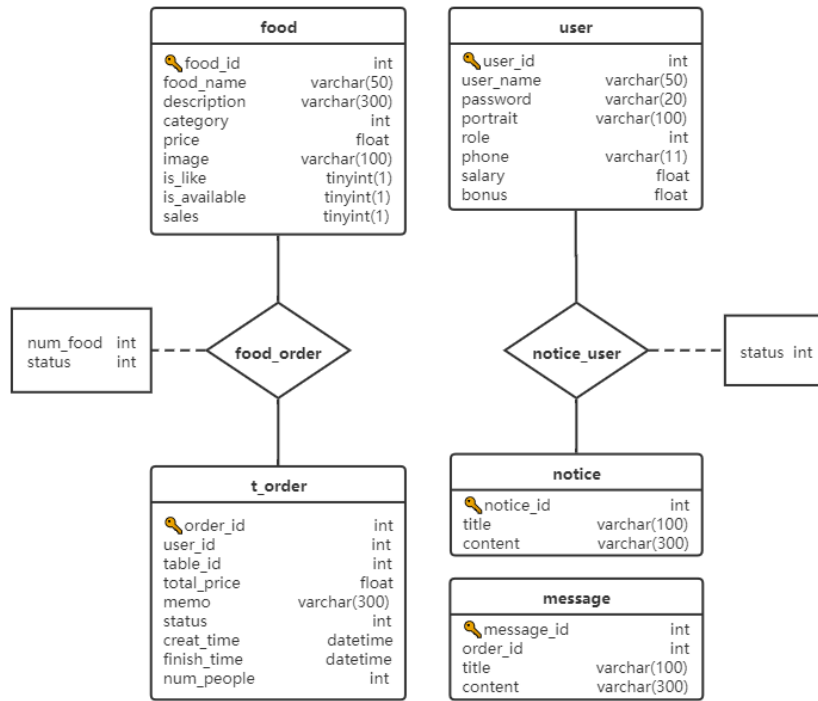 food
food_id int
food_name varchar(50)
description varchar(300)
category int
price float
image varchar(100)
is_like tinyint(1)
is_available tinyint(1)
sales tinyint(1)
user
user_id int
user_name varchar(50)
password varchar(20)
portrait varchar(100)
role int
phone varchar(11)
salary float
bonus float
num_food int
status int
food_order
notice_user
status int
t_order
order_id int
user_id int
table_id int
total_price float
memo varchar(300)
status int
creat_time datetime
finish_time datetime
num_people int
notice
notice_id int
title varchar(100)
content varchar(300)
message
message_id int
order_id int
title varchar(100)
content varchar(300)